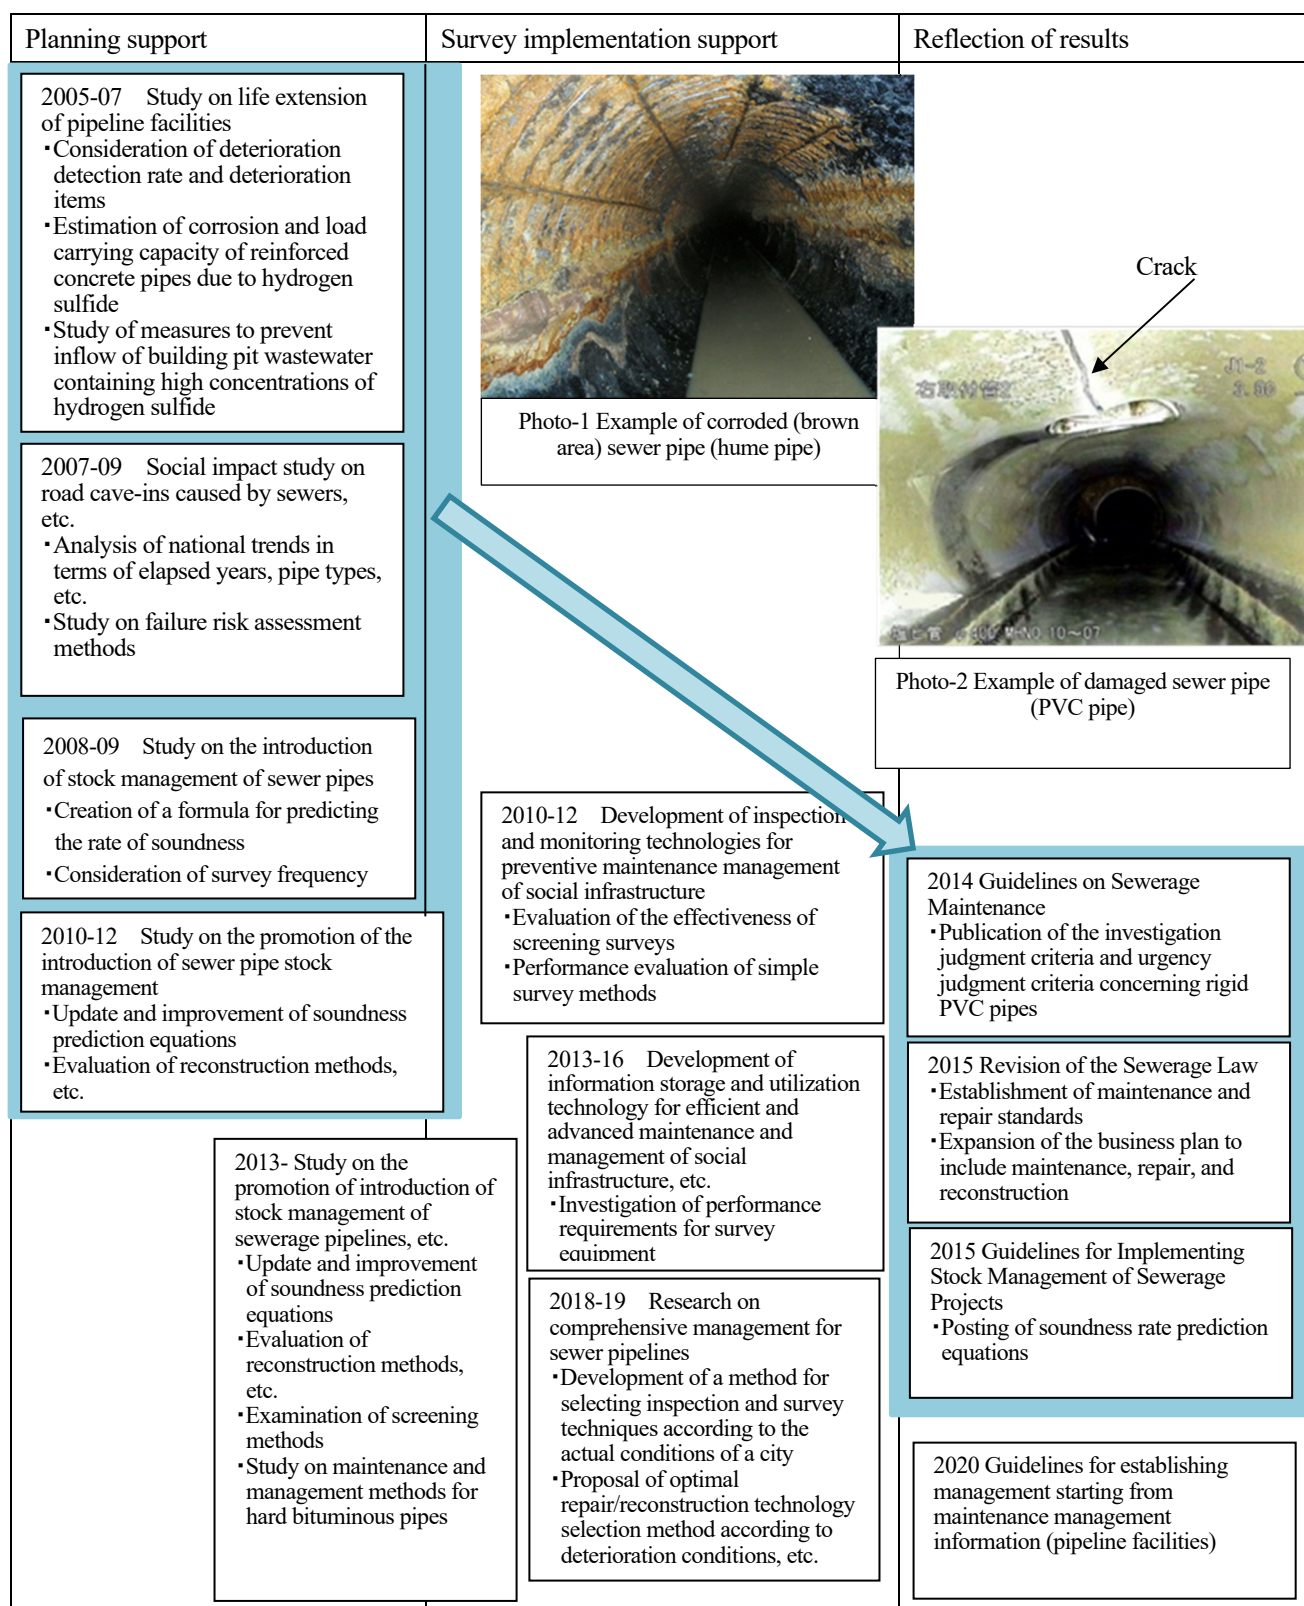 Planning support
Survey implementation support
Reflection of results
2005-07 Study on life extension
of pipeline facilities
・Consideration of deterioration
detection rate and deterioration
items
・Estimation of corrosion and load
carrying capacity of reinforced
concrete pipes due to hydrogen
sulfide
・Study of measures to prevent
inflow of building pit wastewater
containing high concentrations of
hydrogen sulfide
2007-09 Social impact study on
road cave-ins caused by sewers,
etc.
・Analysis of national trends in
terms of elapsed years, pipe types,
etc.
・Study on failure risk assessment
methods
2008-09 Study on the introduction
of stock management of sewer pipes
・Creation of a formula for predicting
the rate of soundness
・Consideration of survey frequency
2010-12 Study on the promotion of the
introduction of sewer pipe stock
management
・Update and improvement of soundness
prediction equations
・Evaluation of reconstruction methods,
etc.
2013- Study on the
promotion of introduction of
stock management of
sewerage pipelines, etc.
・Update and improvement
of soundness prediction
equations
・Evaluation of
reconstruction methods,
etc.
・Examination of screening
methods
・Study on maintenance and
management methods for
hard bituminous pipes
Photo-1 Example of corroded (brown
area) sewer pipe (hume pipe)
Crack
右取付管2
J1-2
3.80
MHNO 10～07
Photo-2 Example of damaged sewer pipe
(PVC pipe)
2010-12 Development of inspection
and monitoring technologies for
preventive maintenance management
of social infrastructure
・Evaluation of the effectiveness of
screening surveys
・Performance evaluation of simple
survey methods
2013-16 Development of
information storage and utilization
technology for efficient and
advanced maintenance and
management of social
infrastructure, etc.
・Investigation of performance
requirements for survey
equipment
2018-19 Research on
comprehensive management for
sewer pipelines
・Development of a method for
selecting inspection and survey
techniques according to the
actual conditions of a city
・Proposal of optimal
repair/reconstruction technology
selection method according to
deterioration conditions, etc.
2014 Guidelines on Sewerage
Maintenance
・Publication of the investigation
judgment criteria and urgency
judgment criteria concerning rigid
PVC pipes
2015 Revision of the Sewerage Law
・Establishment of maintenance and
repair standards
・Expansion of the business plan to
include maintenance, repair, and
reconstruction
2015 Guidelines for Implementing
Stock Management of Sewerage
Projects
・Posting of soundness rate prediction
equations
2020 Guidelines for establishing
management starting from
maintenance management
information (pipeline facilities)